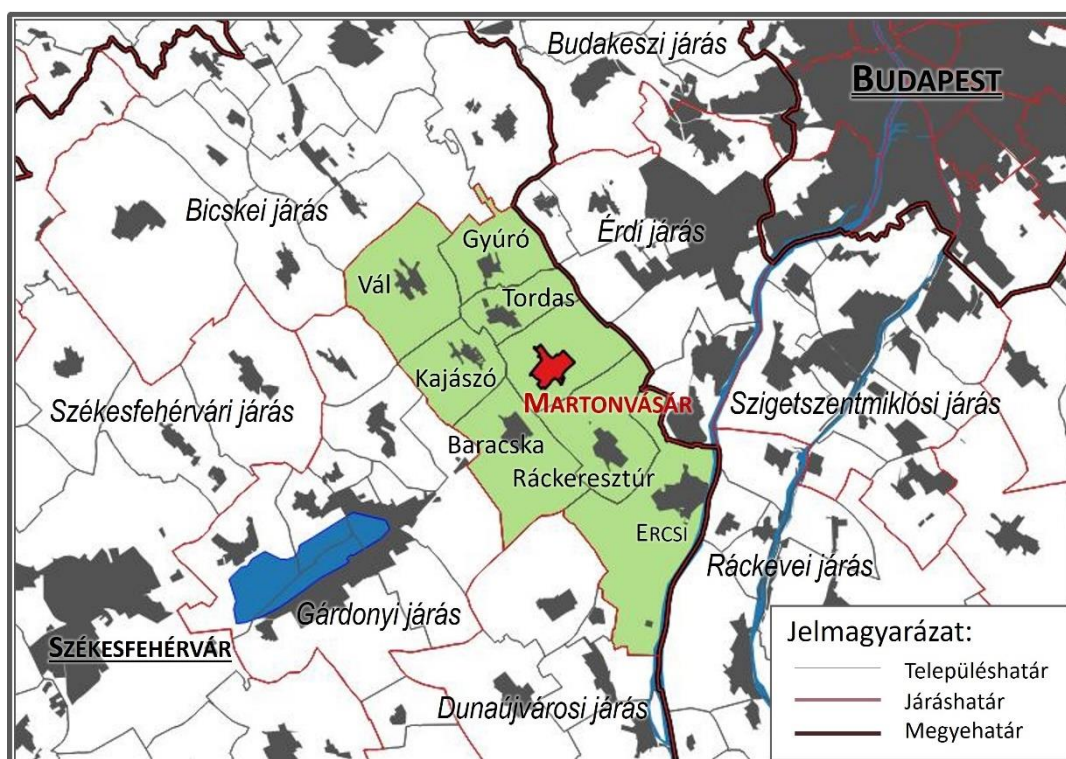 Budakeszi járás
BUDAPEST
Bicskei járás
Érdi járás
Gyúró
Vál
Tordas
Kajászó
MARTONVÁSÁR
Székesfehérvári járás
Szigetszentmiklósi járás
Baracska
Ráckeresztúr
ERCSI
Ráckevei járás
Gárdonyi járás
SZÉKESFEHÉRVÁR
Dunaújvárosi járás
Jelmagyarázat:
Településhatár
Járáshatár
Megyehatár